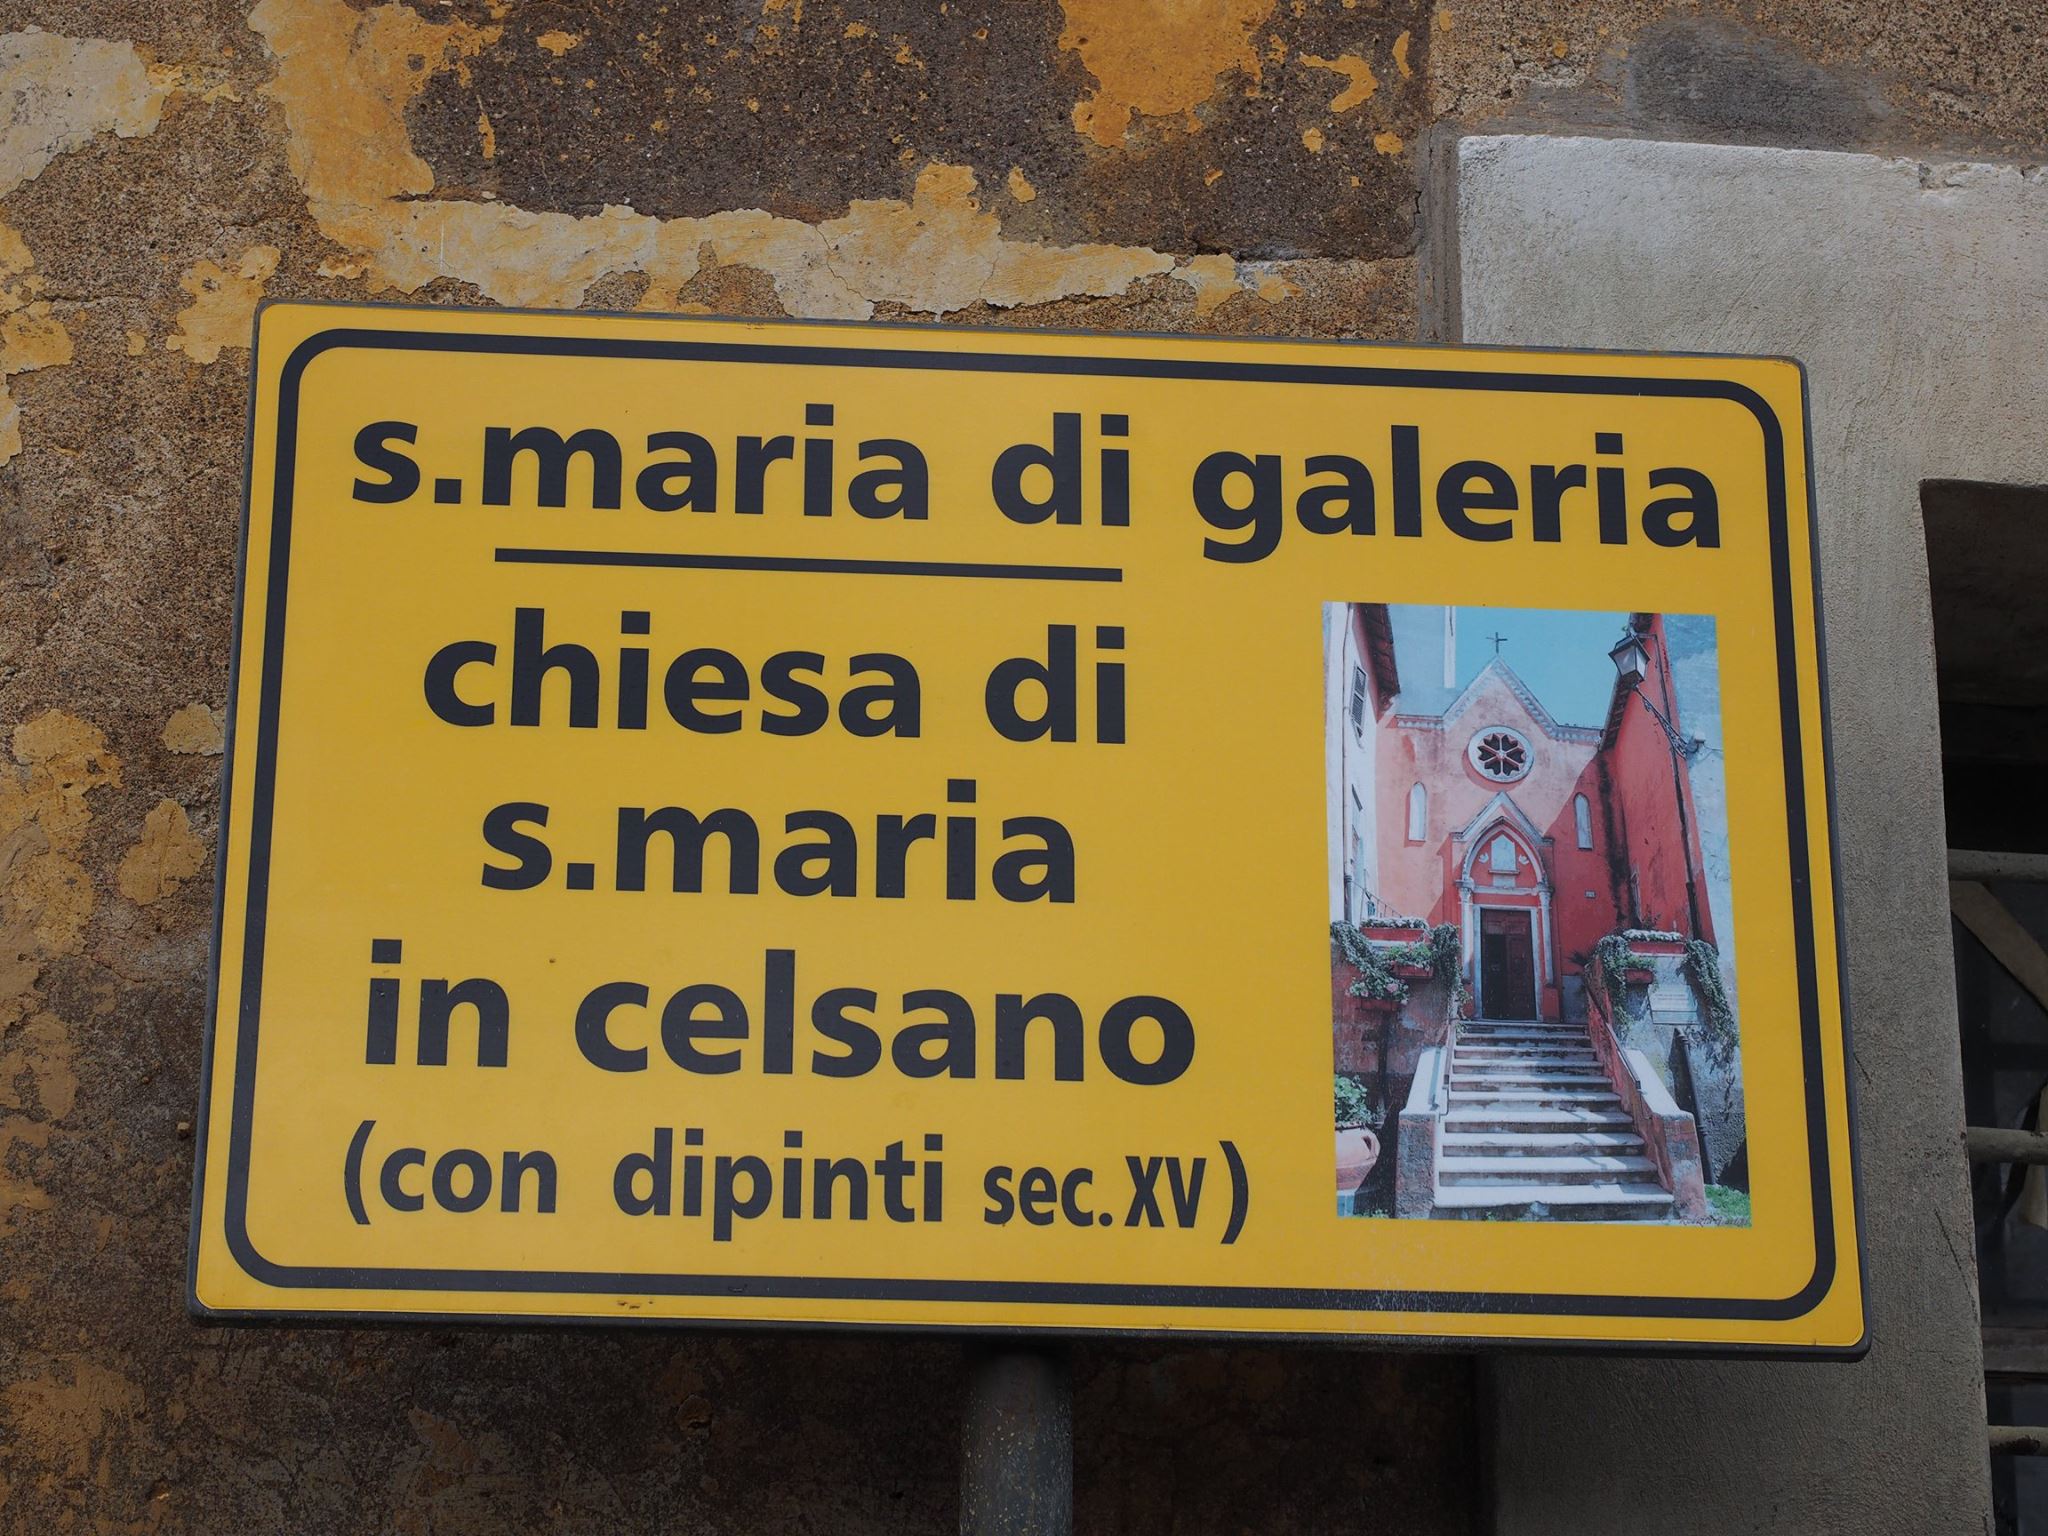 s.maria di galeria
chiesa di
s.maria
in celsano
(con dipinti sec.XV)